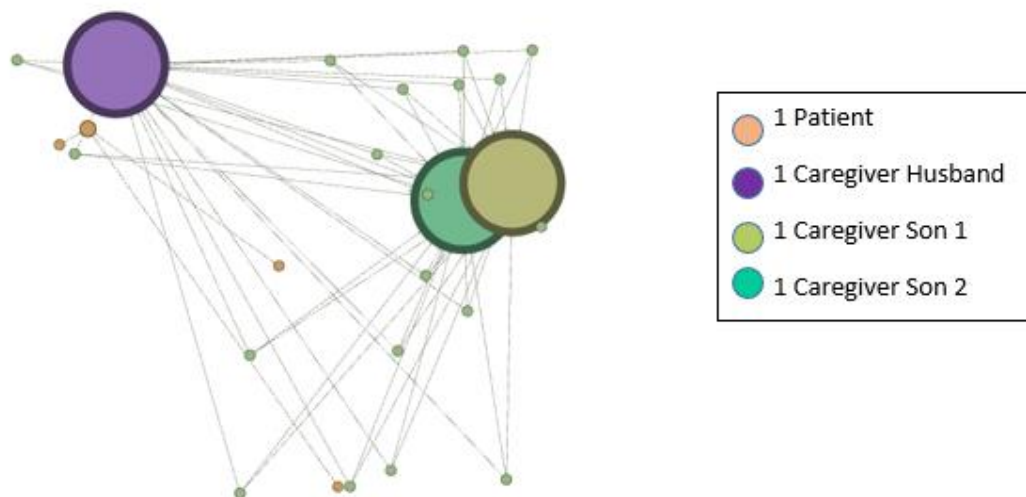 1 Patient
1 Caregiver Husband
1 Caregiver Son 1
1 Caregiver Son 2